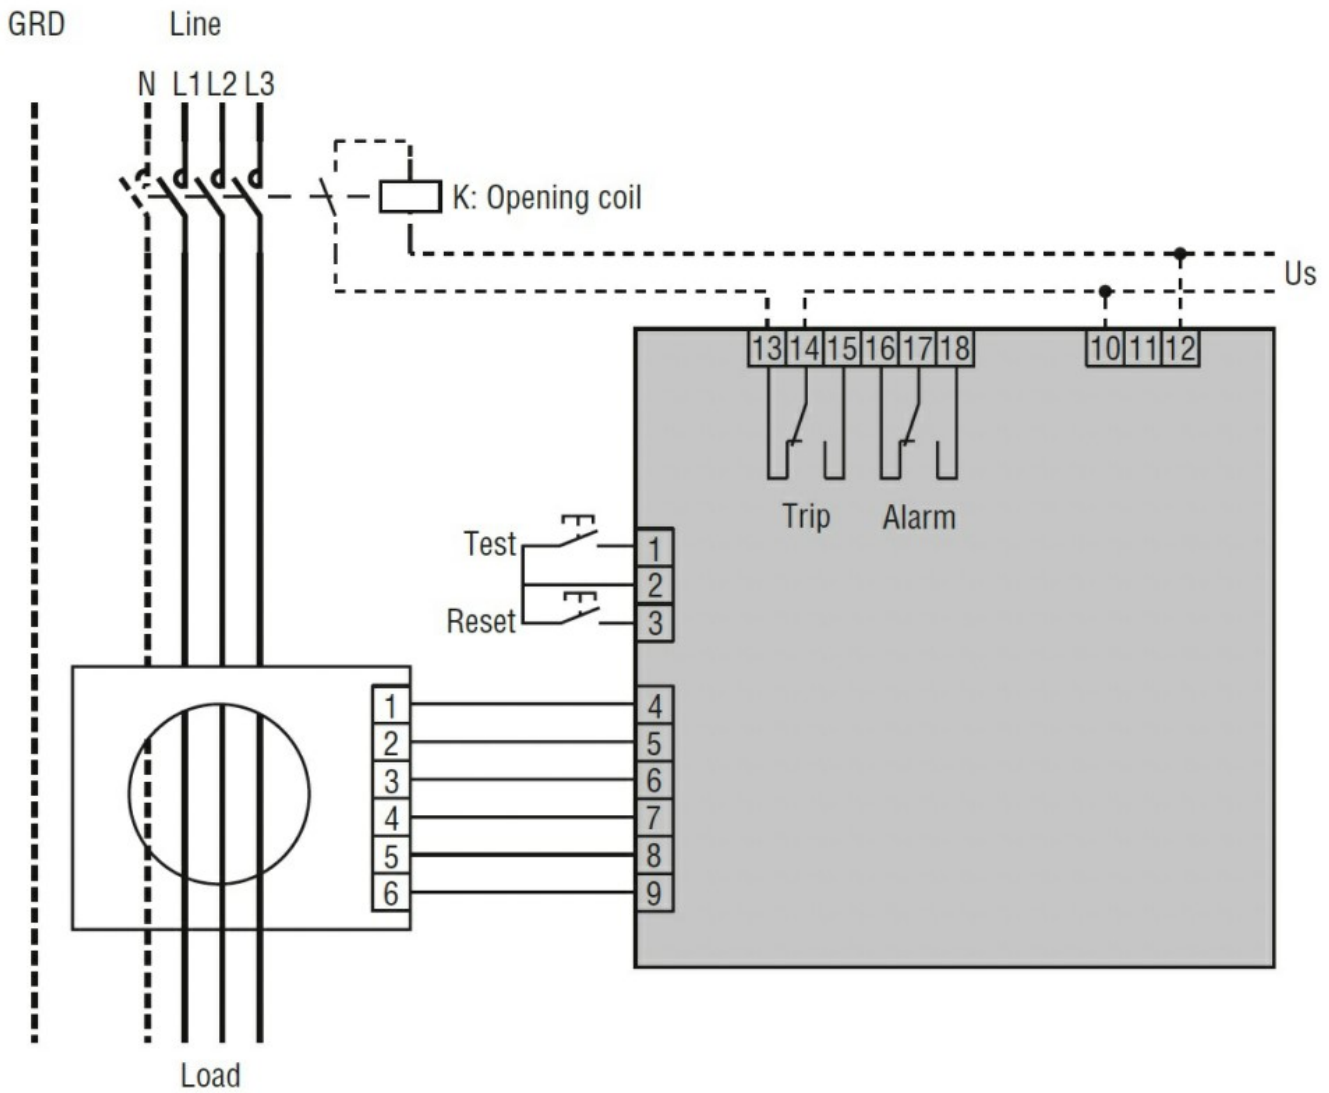 GRD Line
N L1 L2 L3
K: Opening coil
Us
13 14 15 16 17 18 10 11 12
Trip Alarm
Test
1
2
Reset
3
1 4
2 5
3 6
4 7
5 8
6 9
Load